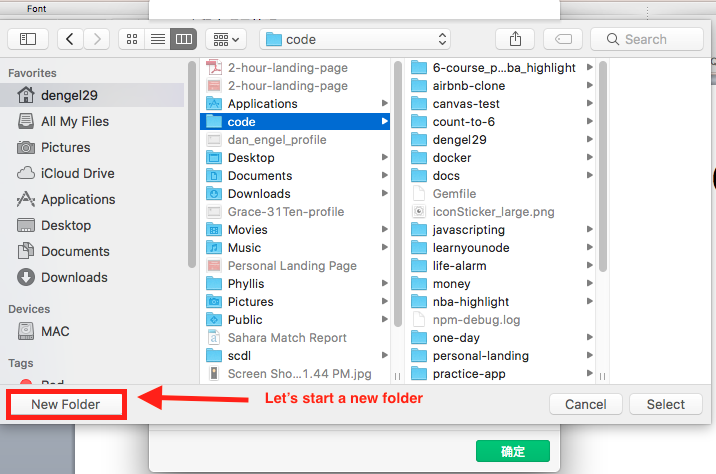 Font
code
Search
Favorites
dengel29
All My Files
Pictures
iCloud Drive
Applications
Desktop
Documents
Downloads
Devices
MAC
Tags
2-hour-landing-page
2-hour-landing-page
Applications
code
dan_engel_profile
Desktop
Documents
Downloads
Grace-31Ten-profile
Movies
Music
Personal Landing Page
Phyllis
Pictures
Public
Sahara Match Report
scdl
Screen Sho...1.44 PM.jpg
6-course_p...ba_highlight
airbnb-clone
canvas-test
count-to-6
dengel29
docker
docs
Gemfile
iconSticker_large.png
javascripting
learnyounode
life-alarm
money
nba-highlight
npm-debug.log
one-day
personal-landing
practice-app
New Folder
Let's start a new folder
Cancel
Select
确定